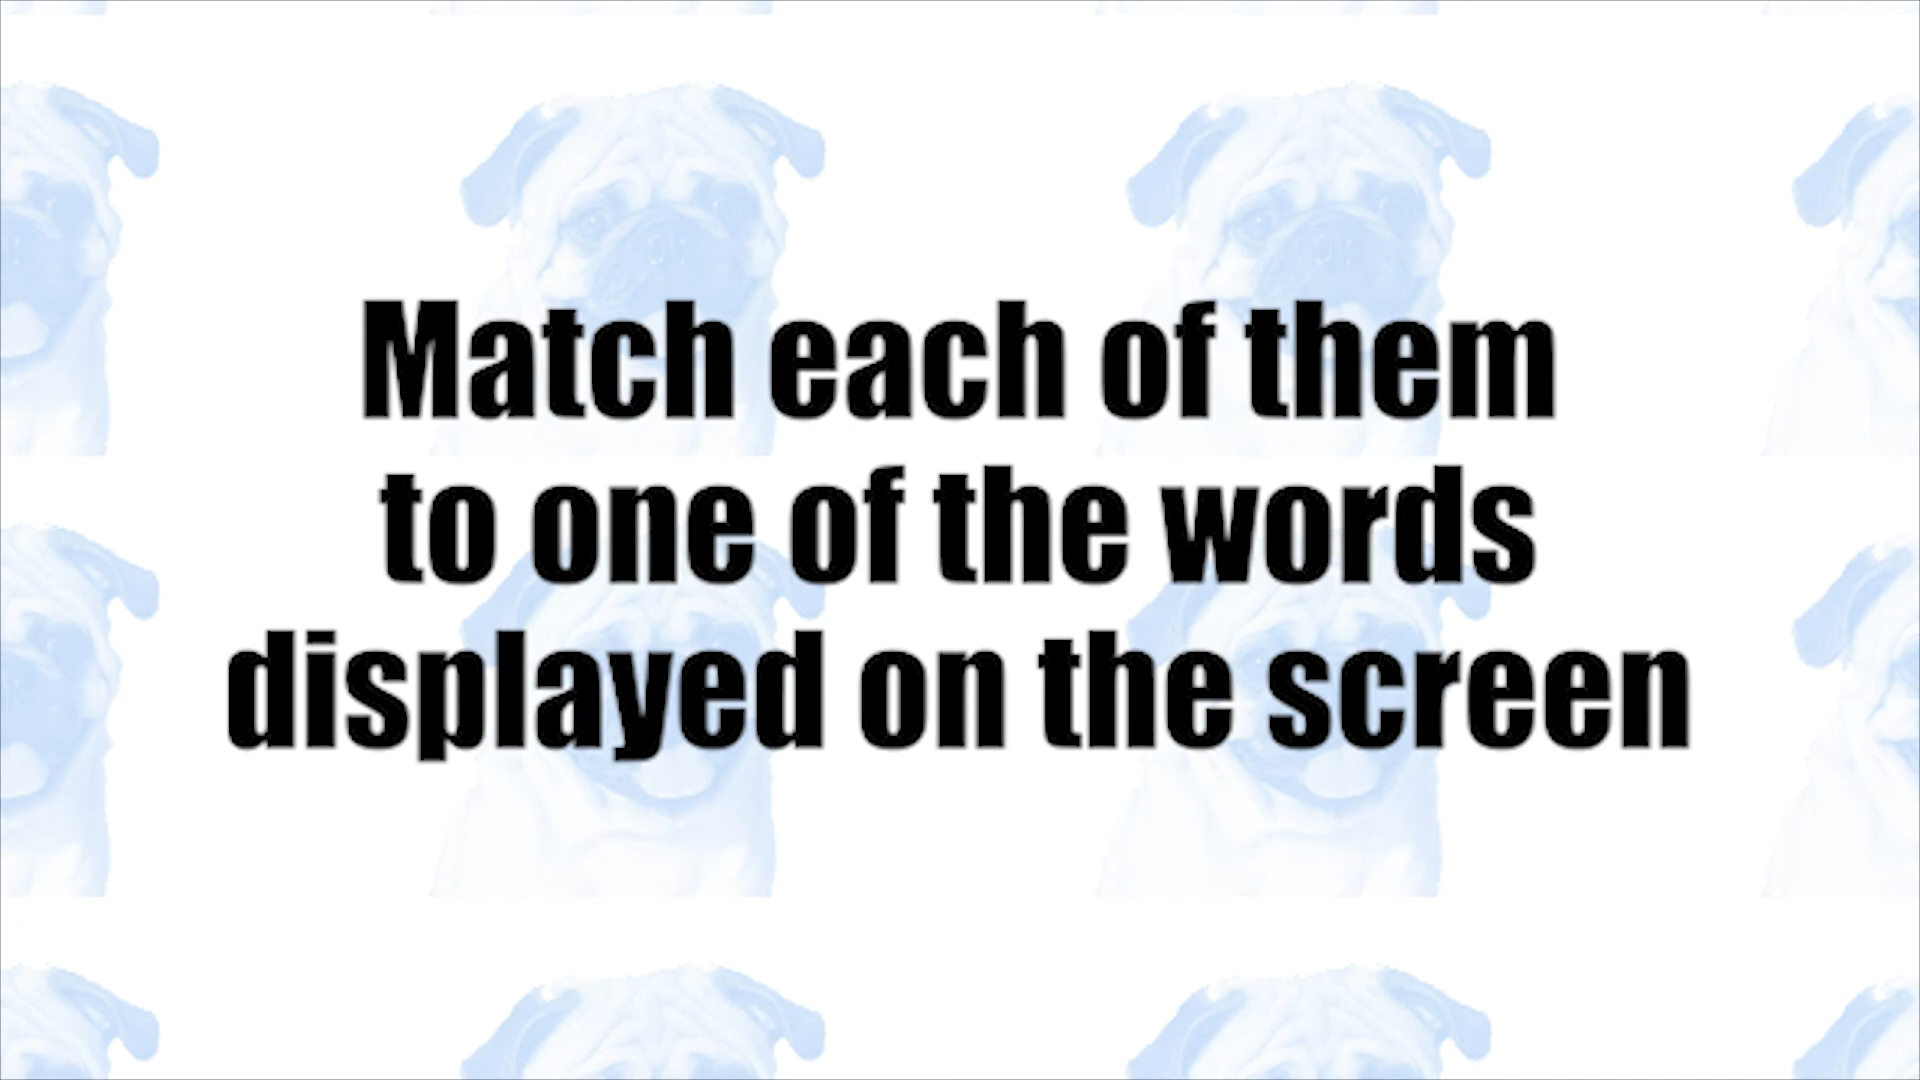 Match each of them
to one of the words
displayed on the screen